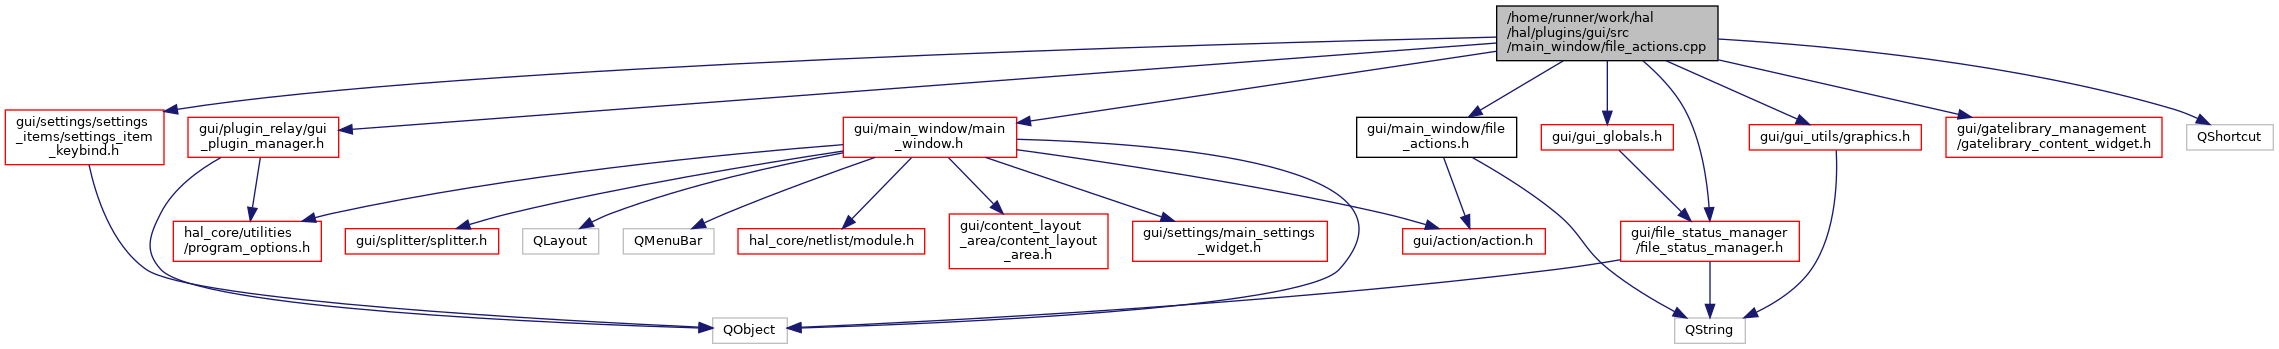 /home/runner/work/hal
/hal/plugins/gui/src
/main_window/file_actions.cpp
gui/settings/settings
_items/settings_item
_keybind.h
gui/plugin_relay/gui
_plugin_manager.h
gui/main_window/main
_window.h
gui/main_window/file
_actions.h
gui/gui_globals.h
gui/gui_utils/graphics.h
gui/gatelibrary_management
/gatelibrary_content_widget.h
QShortcut
hal_core/utilities
/program_options.h
gui/splitter/splitter.h
QLayout
QMenuBar
hal_core/netlist/module.h
gui/content_layout
_area/content_layout
_area.h
gui/settings/main_settings
_widget.h
gui/action/action.h
gui/file_status_manager
/file_status_manager.h
QObject
QString